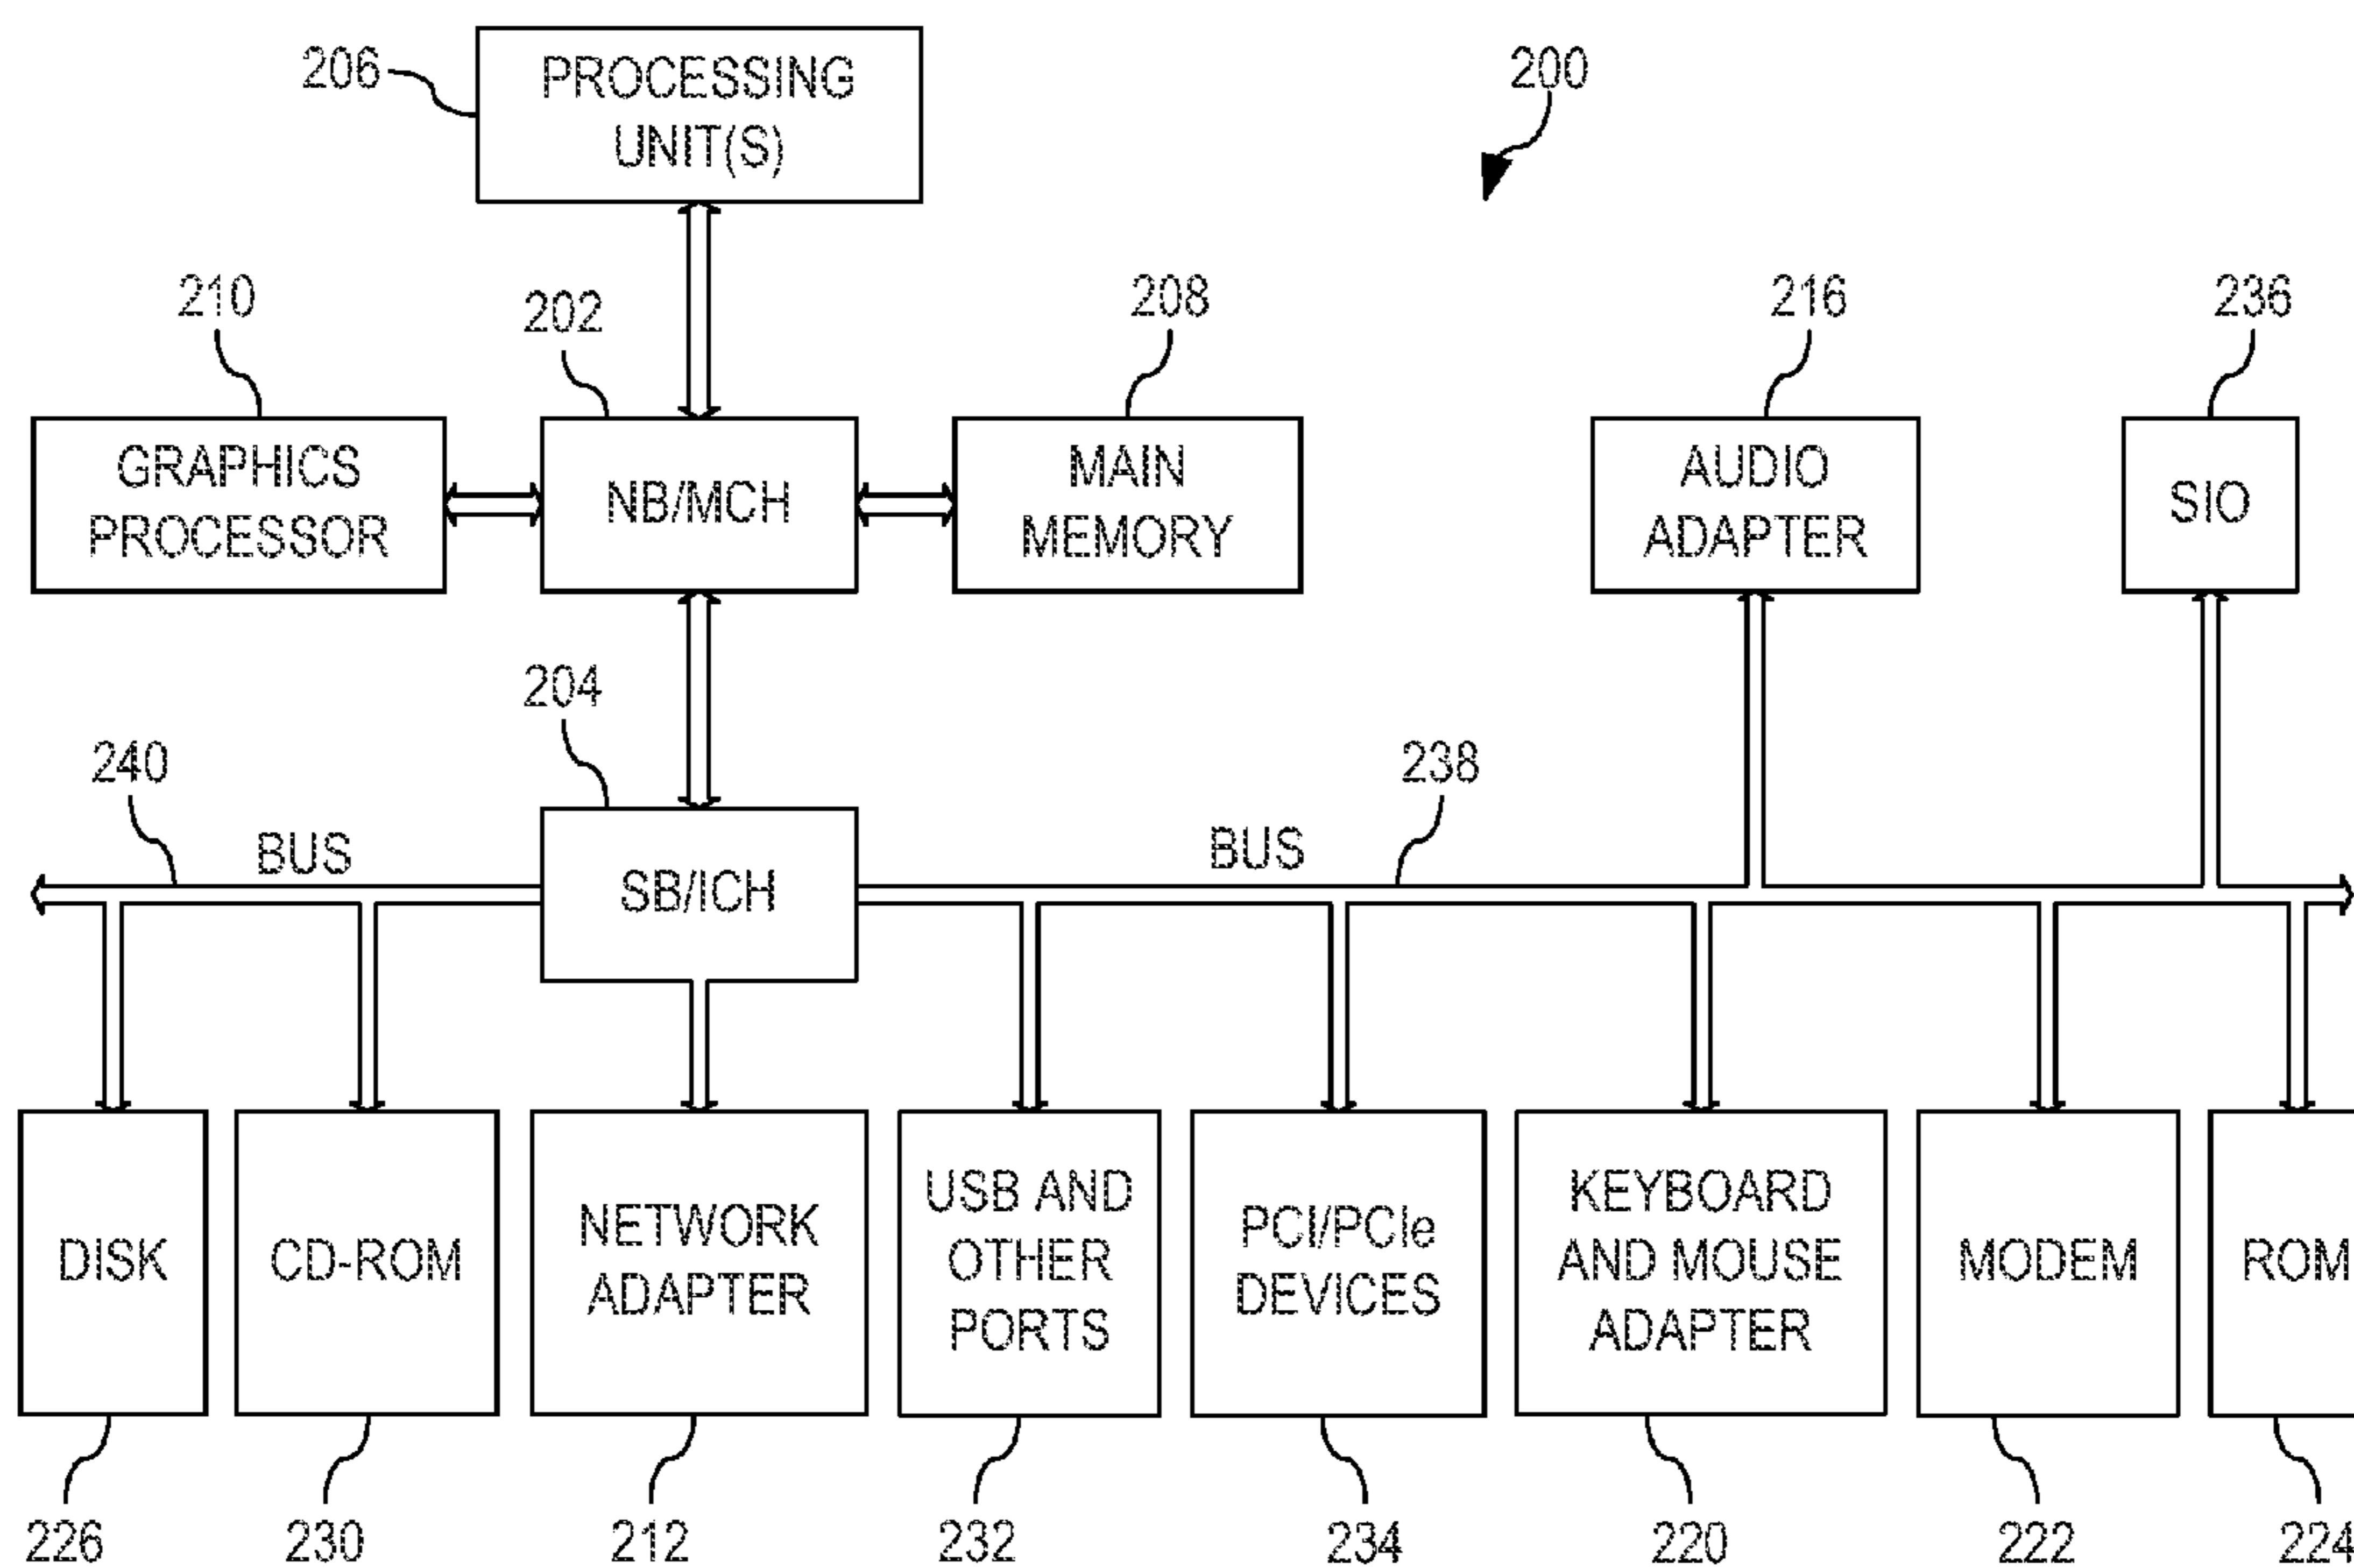 206
PROCESSING
UNIT(S)
200
210
202
208
216
236
GRAPHICS
PROCESSOR
NB/MCH
MAIN
MEMORY
AUDIO
ADAPTER
SIO
204
240
238
BUS
BUS
SB/ICH
DISK
CD-ROM
NETWORK
ADAPTER
USB AND
OTHER
PORTS
PCI/PCIe
DEVICES
KEYBOARD
AND MOUSE
ADAPTER
MODEM
ROM
226
230
212
232
234
220
222
224